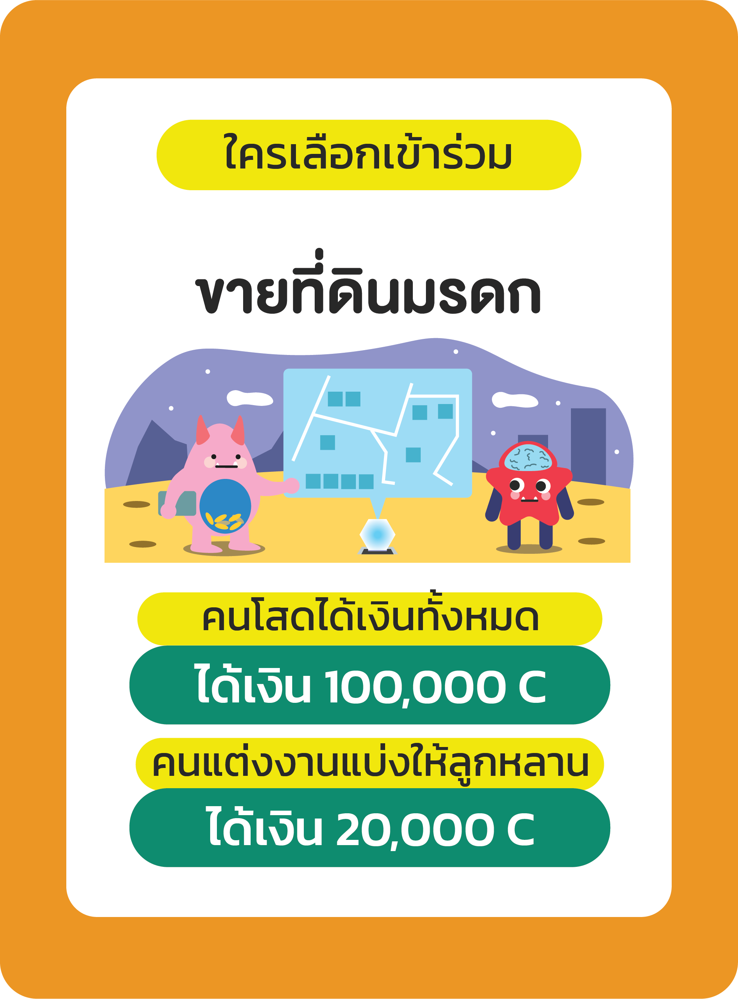 ใครเลือกเข้าร่วม
ขายที่ดินมรดก
คนโสดได้เงินทั้งหมด
ได้เงิน 100,000 C
คนแต่งงานแบ่งให้ลูกหลาน
ได้เงิน 20,000 C